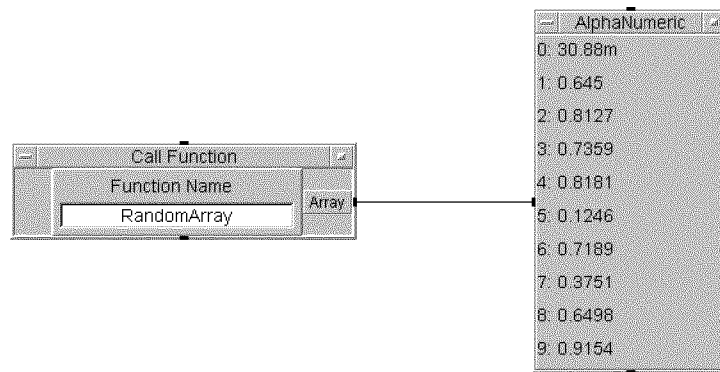 Call Function
Function Name
RandomArray
Array
AlphaNumeric
0: 30.88m
1: 0.645
2: 0.8127
3: 0.7359
4: 0.8181
5: 0.1246
6: 0.7189
7: 0.3751
8: 0.6498
9: 0.9154